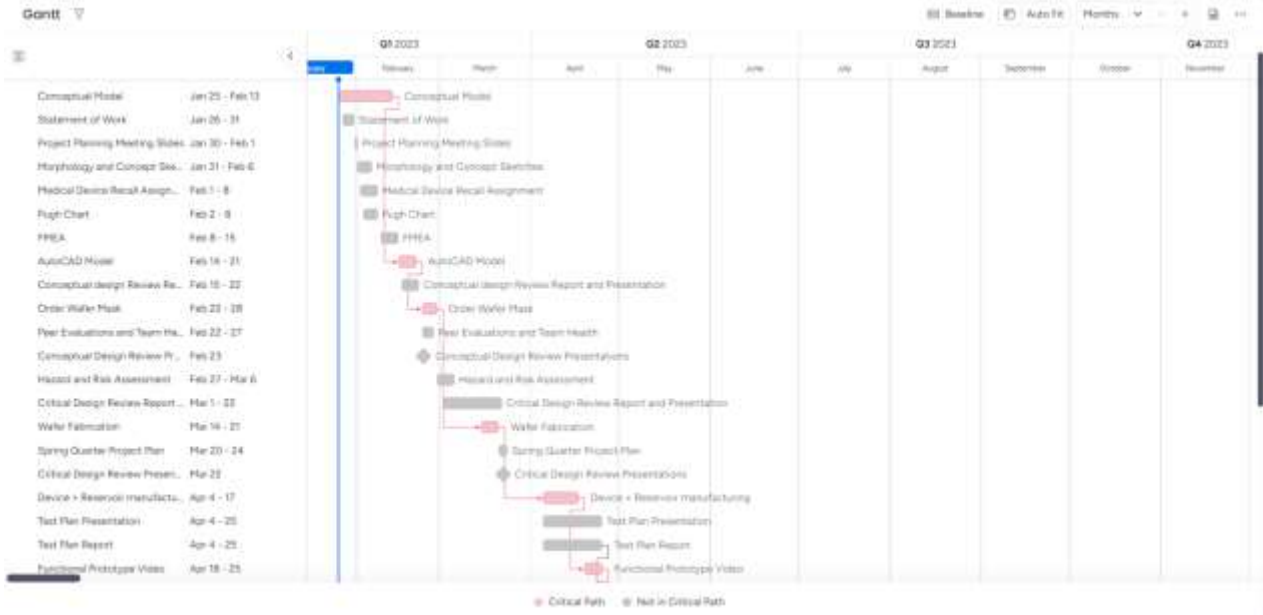 Gantt
Baseline Auto Fit Months
Q1 2023 Q2 2023 Q3 2023 Q4 2023
February March April May June July August September October November
Conceptual Model Jan 25 - Feb 13 Conceptual Model
Statement of Work Jan 26 - 31 Statement of Work
Project Planning Meeting Slides Jan 30 - Feb 1 Project Planning Meeting Slides
Morphology and Concept Ske... Jan 31 - Feb 6 Morphology and Concept Sketches
Medical Device Recall Assign... Feb 1 - 8 Medical Device Recall Assignment
Pugh Chart Feb 2 - 8 Pugh Chart
FMEA Feb 8 - 15 FMEA
AutoCAD Model Feb 14 - 21 AutoCAD Model
Conceptual design Review Re... Feb 15 - 22 Conceptual design Review Report and Presentation
Order Wafer Mask Feb 22 - 28 Order Wafer Mask
Peer Evaluations and Team He... Feb 22 - 27 Peer Evaluations and Team Health
Conceptual Design Review Pr... Feb 23 Conceptual Design Review Presentations
Hazard and Risk Assessment Feb 27 - Mar 6 Hazard and Risk Assessment
Critical Design Review Report ... Mar 1 - 22 Critical Design Review Report and Presentation
Wafer Fabrication Mar 14 - 21 Wafer Fabrication
Spring Quarter Project Plan Mar 20 - 24 Spring Quarter Project Plan
Critical Design Review Presen... Mar 22 Critical Design Review Presentations
Device + Reservoir manufactu... Apr 4 - 17 Device + Reservoir manufacturing
Test Plan Presentation Apr 4 - 25 Test Plan Presentation
Test Plan Report Apr 4 - 25 Test Plan Report
Functional Prototype Video Apr 18 - 25 Functional Prototype Video
Critical Path Not in Critical Path